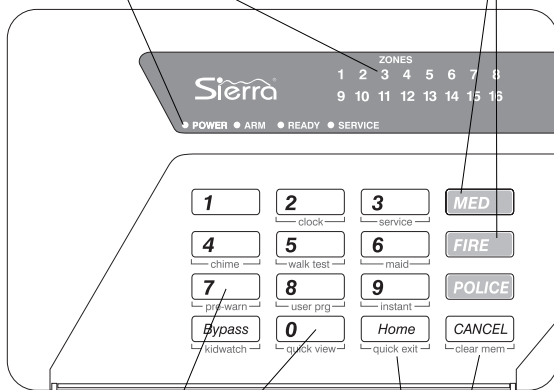 ZONES
1 2 3 4 5 6 7 8
Sierra
9 10 11 12 13 14 15 16
POWER ARM READY SERVICE
1 2 3 MED
clock service
4 5 6 FIRE
chime walk test maid
7 8 9 POLICE
pre-warn user prg instant
Bypass 0 Home CANCEL
kidwatch quick view quick exit clear mem